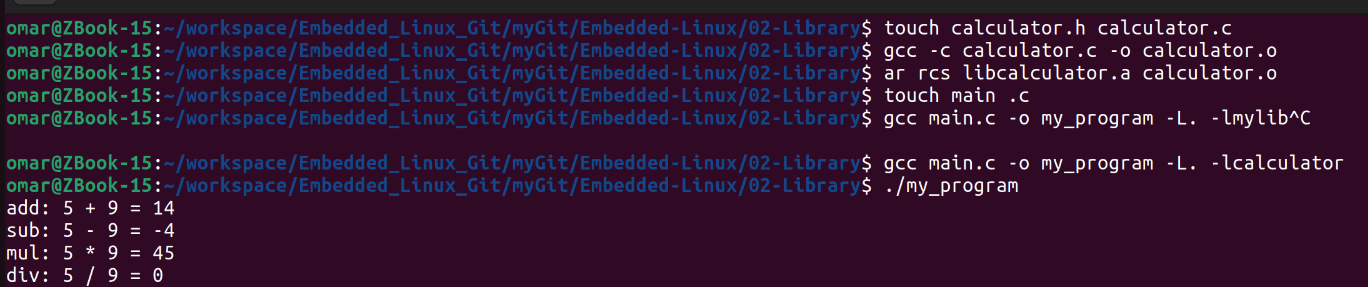 omar@ZBook-15:~/workspace/Embedded_Linux_Git/myGit/Embedded-Linux/02-Library$ touch calculator.h calculator.c
omar@ZBook-15:~/workspace/Embedded_Linux_Git/myGit/Embedded-Linux/02-Library$ gcc -c calculator.c -o calculator.o
omar@ZBook-15:~/workspace/Embedded_Linux_Git/myGit/Embedded-Linux/02-Library$ ar rcs libcalculator.a calculator.o
omar@ZBook-15:~/workspace/Embedded_Linux_Git/myGit/Embedded-Linux/02-Library$ touch main .c
omar@ZBook-15:~/workspace/Embedded_Linux_Git/myGit/Embedded-Linux/02-Library$ gcc main.c -o my_program -L. -lmylib^C
omar@ZBook-15:~/workspace/Embedded_Linux_Git/myGit/Embedded-Linux/02-Library$ gcc main.c -o my_program -L. -lcalculator
omar@ZBook-15:~/workspace/Embedded_Linux_Git/myGit/Embedded-Linux/02-Library$ ./my_program
add: 5 + 9 = 14
sub: 5 - 9 = -4
mul: 5 * 9 = 45
div: 5 / 9 = 0